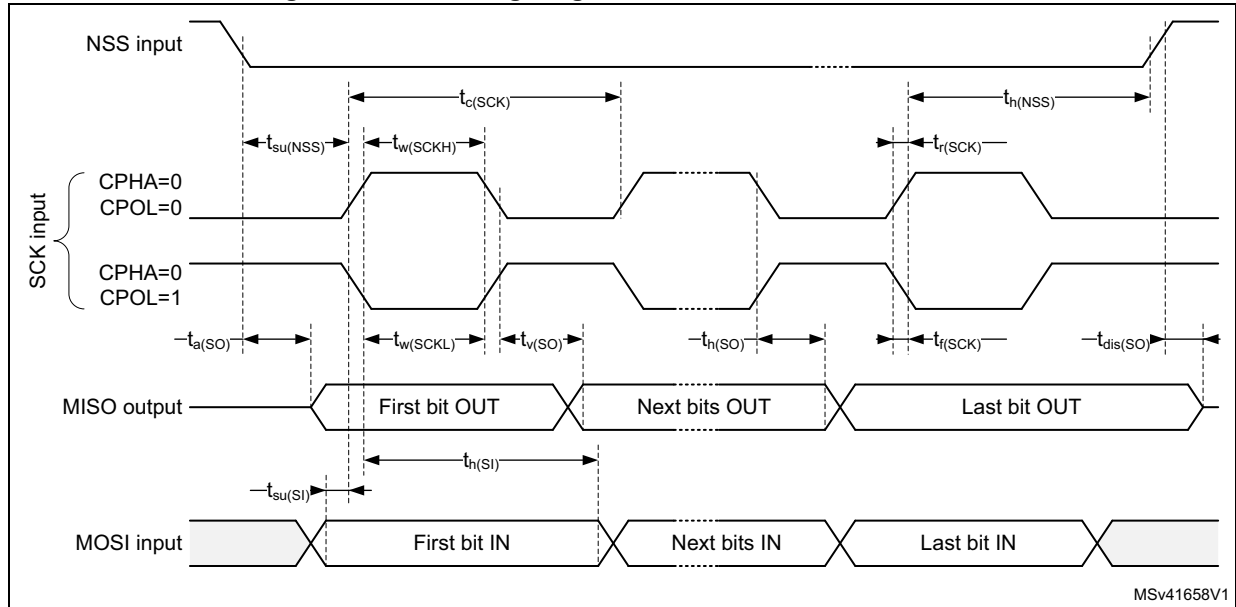 NSS input
tc(SCK)
th(NSS)
tsu(NSS)
tw(SCKH)
tr(SCK)
SCK input
CPHA=0
CPOL=0
CPHA=0
CPOL=1
ta(SO)
tw(SCKL)
tv(SO)
th(SO)
tf(SCK)
tdis(SO)
MISO output
First bit OUT
Next bits OUT
Last bit OUT
th(SI)
tsu(SI)
MOSI input
First bit IN
Next bits IN
Last bit IN
MSv41658V1